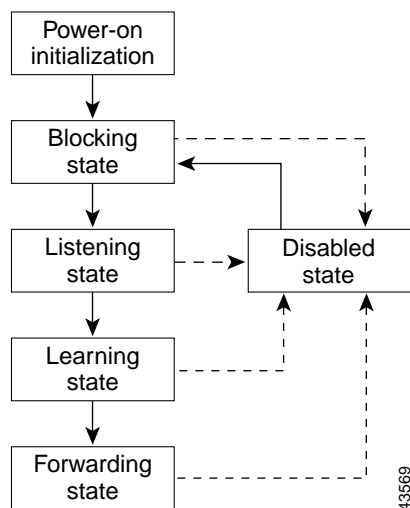 Power-on
initialization
Blocking
state
Listening
state
Disabled
state
Learning
state
Forwarding
state
43569